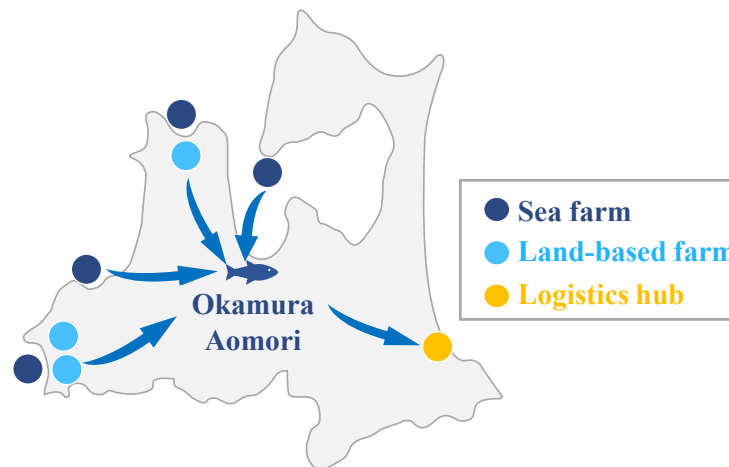 Sea farm
Land-based farm
Logistics hub
Okamura
Aomori